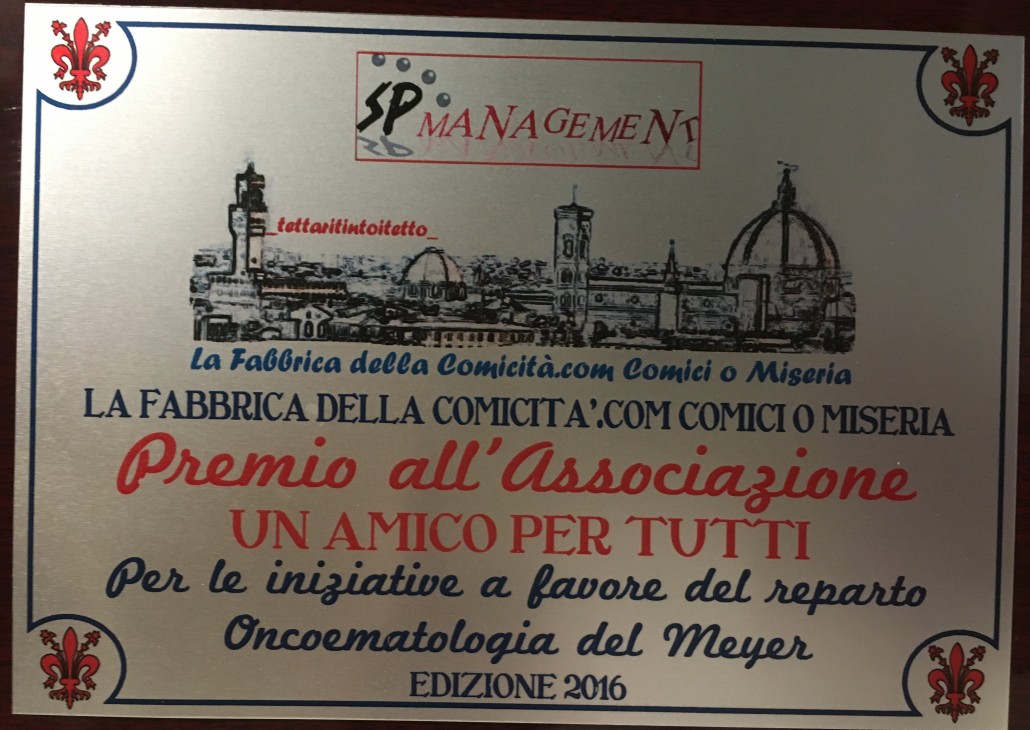 SP MANAGEMENT
_tettaritintoitetto_
La Fabbrica della Comicità.com Comici o Miseria
LA FABBRICA DELLA COMICITA'.COM COMICI O MISERIA
Premio all'Associazione
UN AMICO PER TUTTI
Per le iniziative a favore del reparto
Oncoematologia del Meyer
EDIZIONE 2016